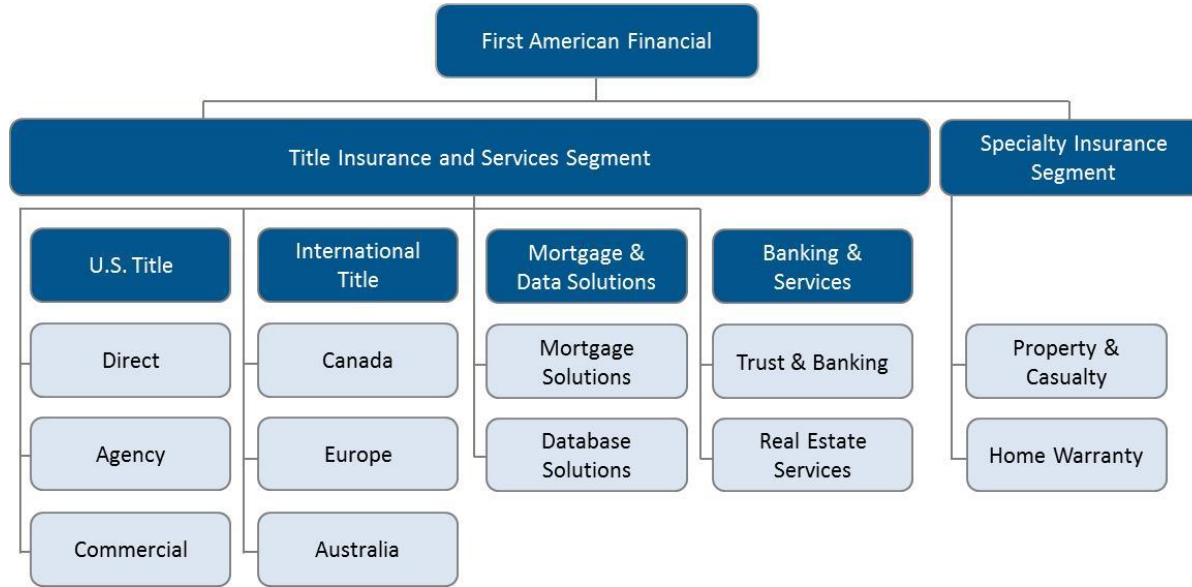 First American Financial
Title Insurance and Services Segment
Specialty Insurance
Segment
U.S. Title
International
Title
Mortgage &
Data Solutions
Banking &
Services
Direct
Canada
Mortgage
Solutions
Trust & Banking
Property &
Casualty
Agency
Europe
Database
Solutions
Real Estate
Services
Home Warranty
Commercial
Australia